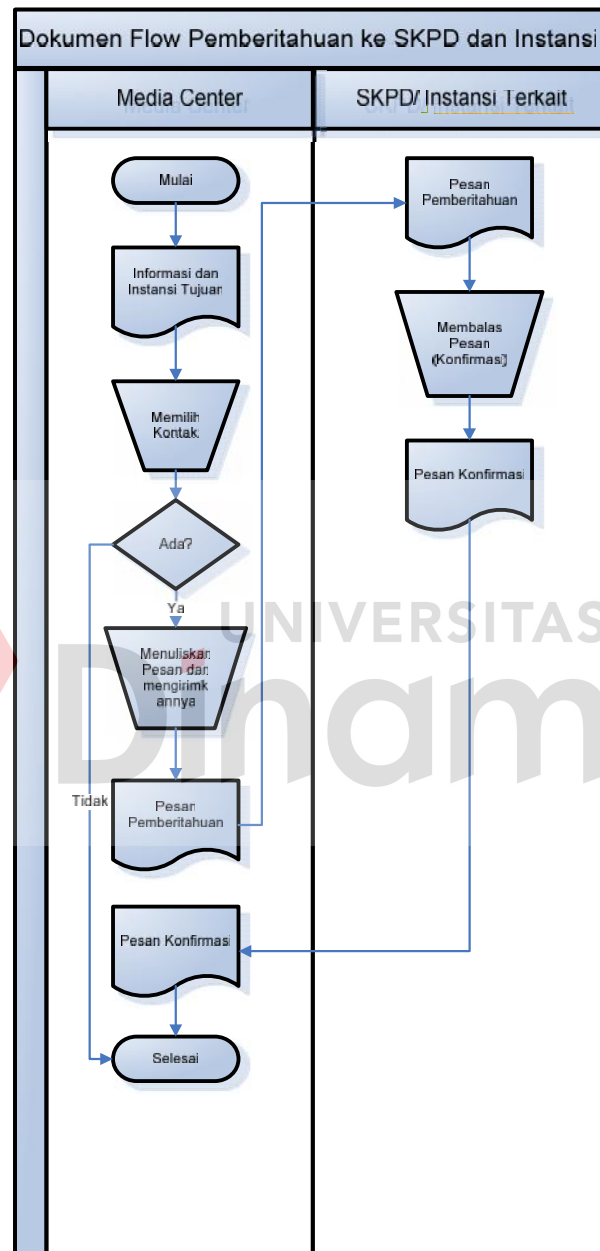 Dokumen Flow Pemberitahuan ke SKPD dan Instansi
Media Center
SKPD/ Instansi Terkait
Mulai
Informasi dan
Instansi Tujuan
Memilih
Kontak
Ada?
Ya
Menuliskan
Pesan dan
mengirimk
annya
Tidak
Pesan
Pemberitahuan
Pesan Konfirmasi
Selesai
Pesan
Pemberitahuan
Membalas
Pesan
(Konfirmasi)
Pesan Konfirmasi
UNIVERSITAS
Dinam